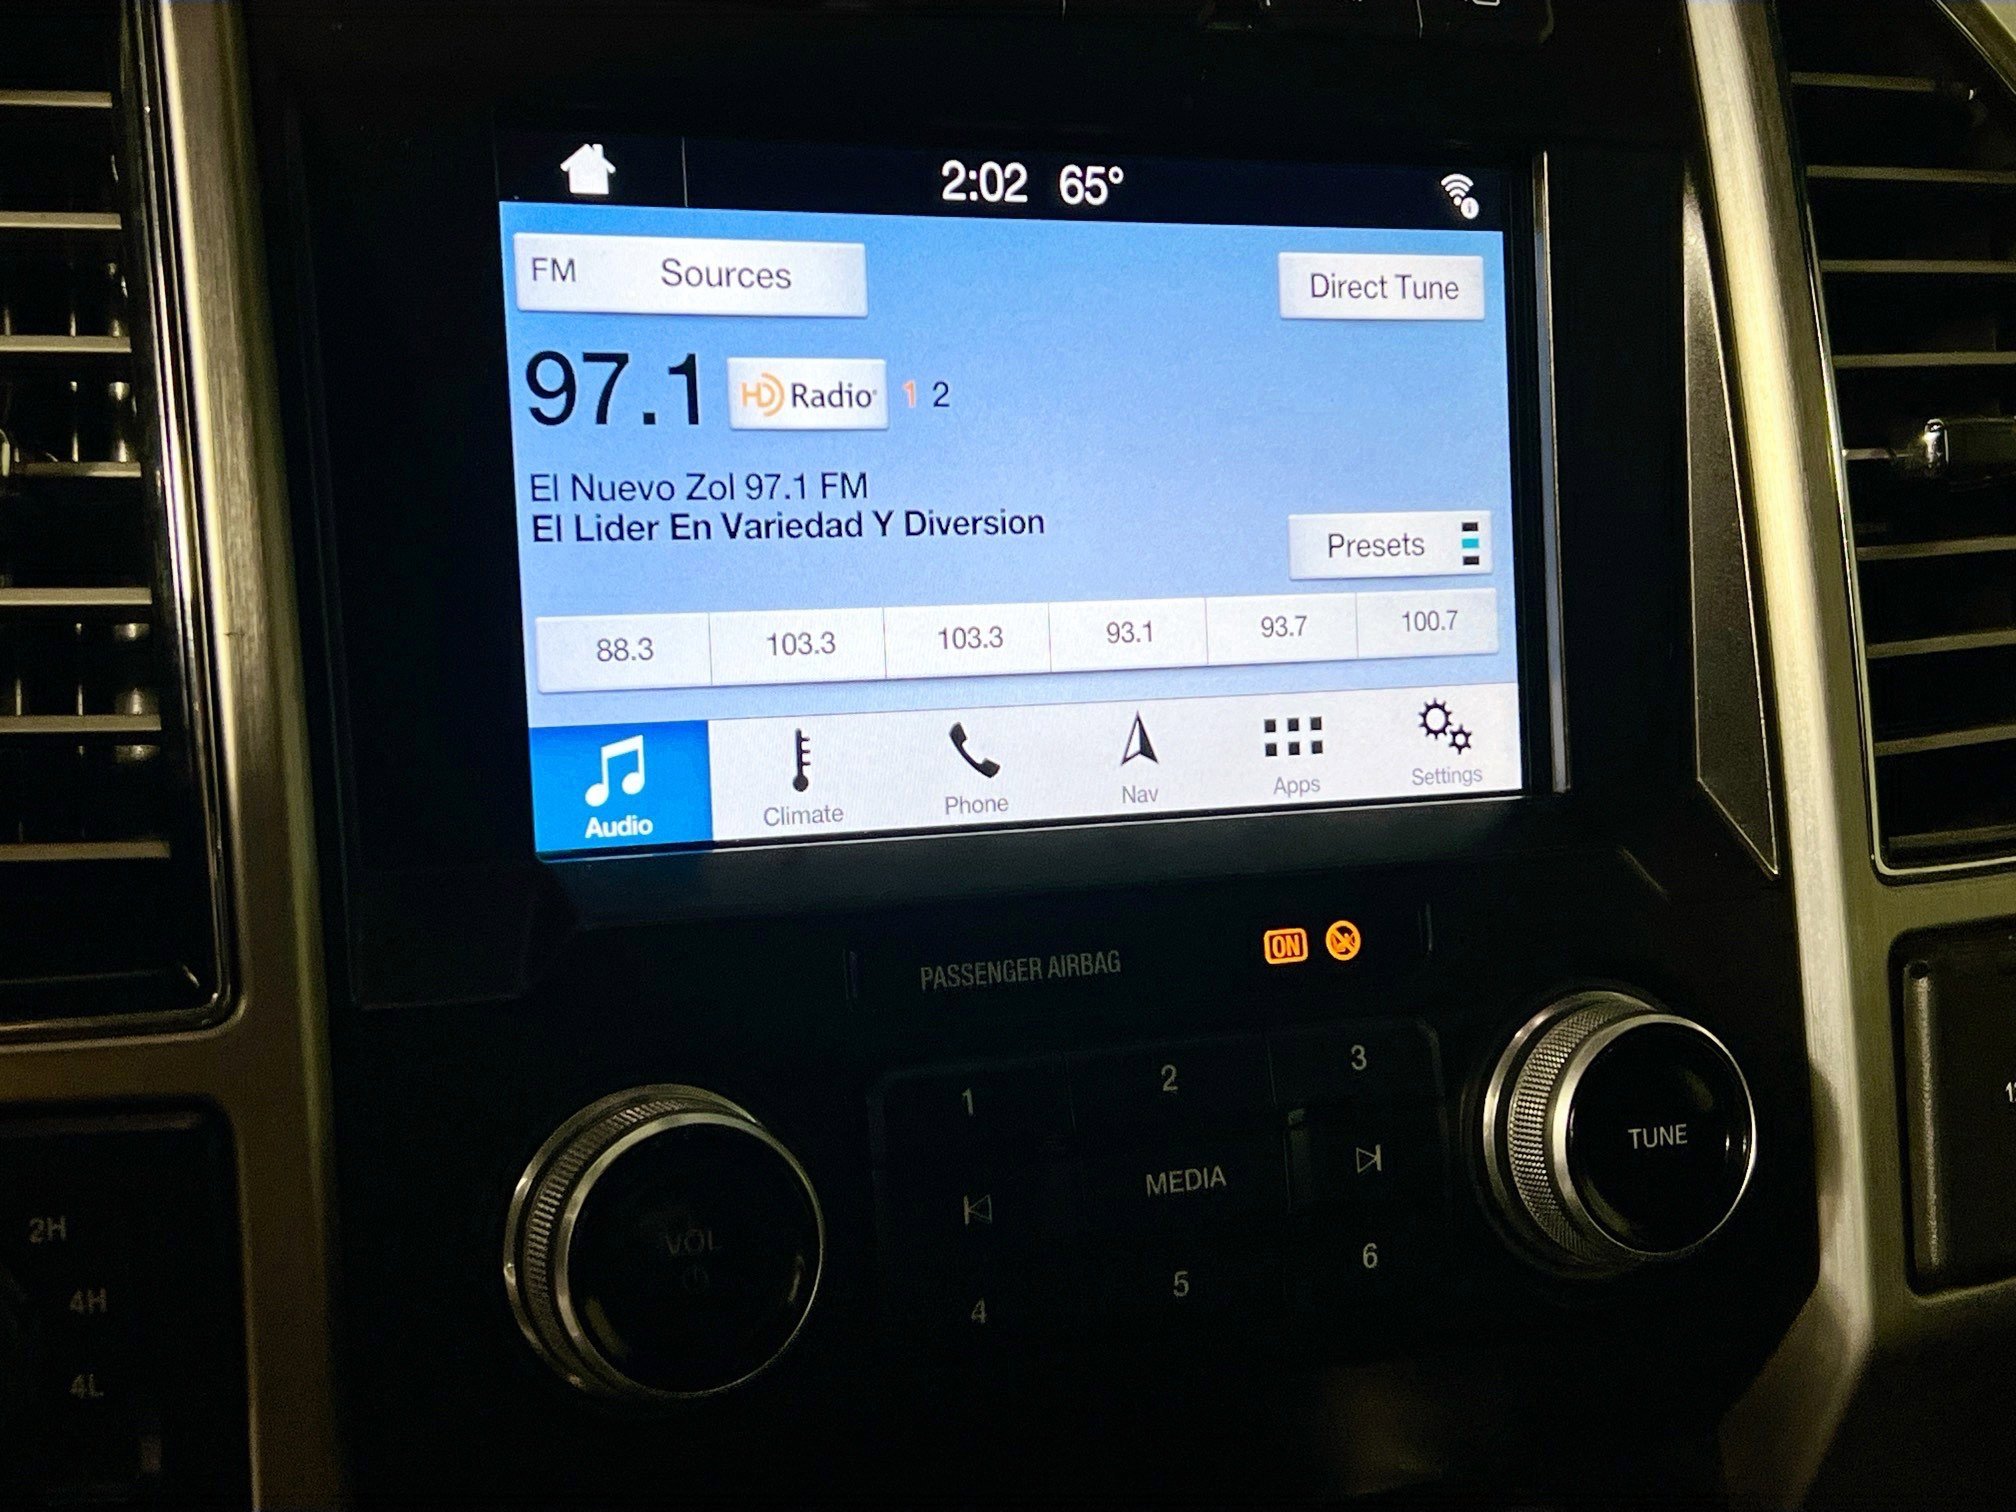 2:02 65°
FM Sources
Direct Tune
97.1 HD Radio 1 2
El Nuevo Zol 97.1 FM
El Lider En Variedad Y Diversion
Presets
88.3 103.3 103.3 93.1 93.7 100.7
Audio Climate Phone Nav Apps Settings
PASSENGER AIRBAG ON
1 2 3
VOL MEDIA TUNE
4 5 6
2H
4H
4L